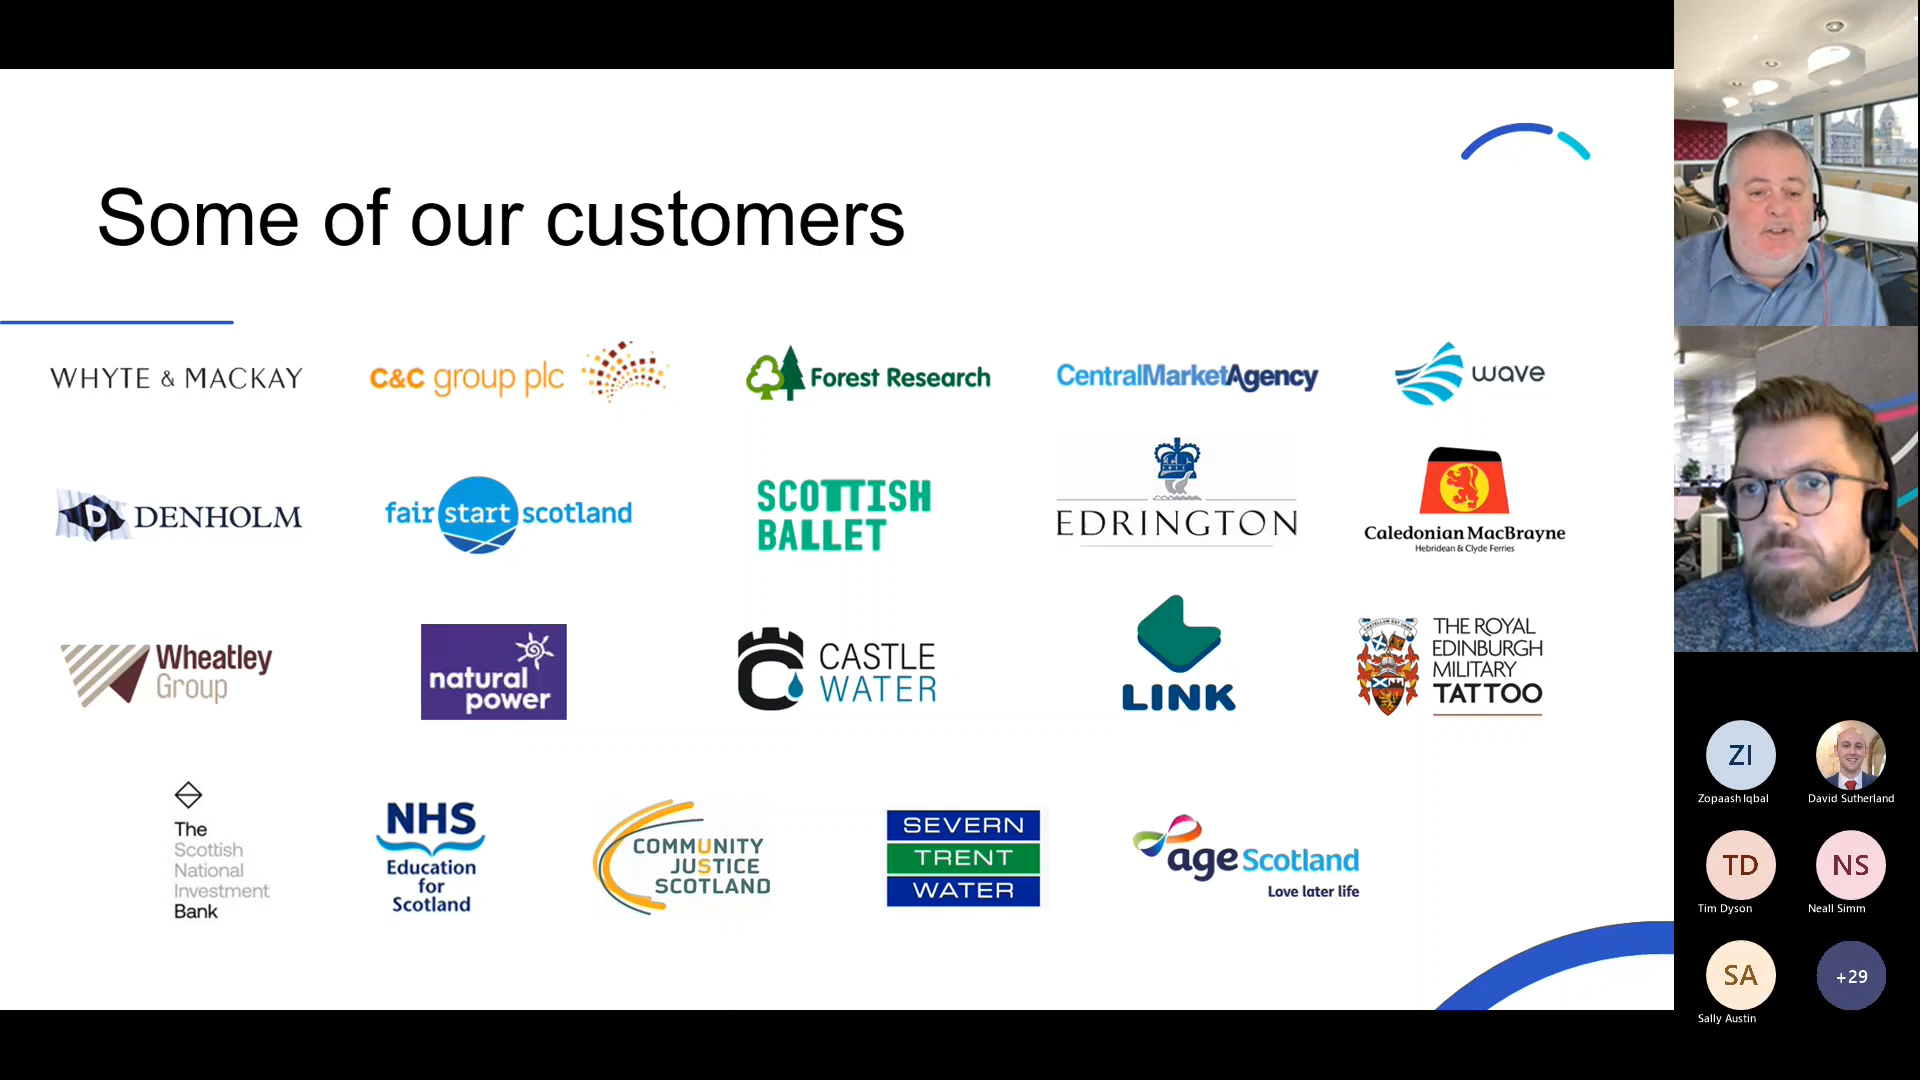 Some of our customers
WHYTE & MACKAY
C&C group plc
Forest Research
CentralMarketAgency
wave
D DENHOLM
fair start scotland
SCOTTISH
BALLET
EDRINGTON
Caledonian MacBrayne
Hebridean & Clyde Ferries
Wheatley
Group
natural
power
CASTLE
WATER
LINK
THE ROYAL
EDINBURGH
MILITARY
TATTOO
The
Scottish
National
Investment
Bank
NHS
Education
for
Scotland
COMMUNITY
JUSTICE
SCOTLAND
SEVERN
TRENT
WATER
age Scotland
Love later life
ZI
Zopaash Iqbal
David Sutherland
TD
NS
Tim Dyson
Neall Simm
SA
+29
Sally Austin